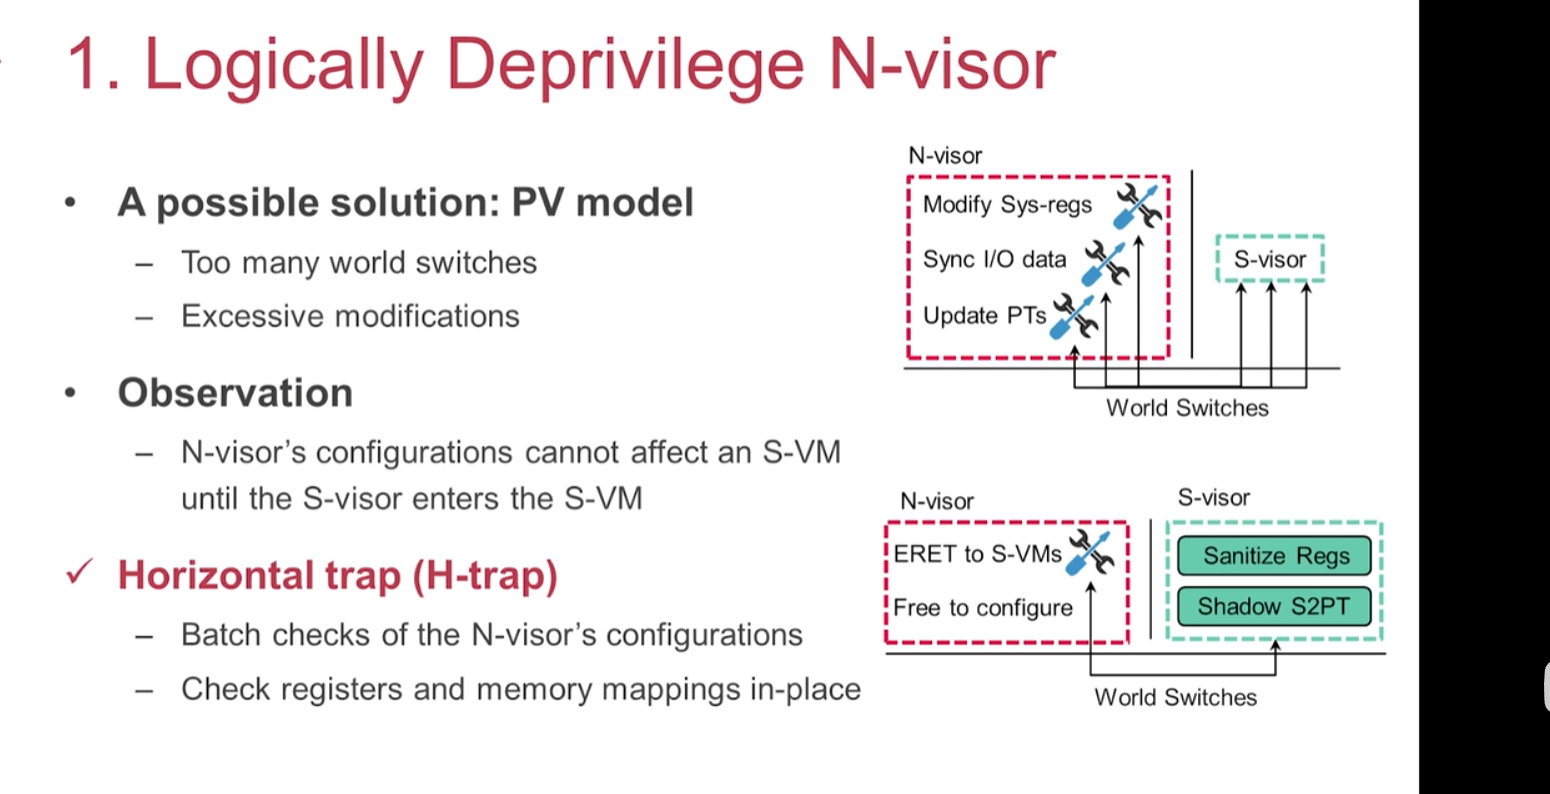 1. Logically Deprivilege N-visor
• A possible solution: PV model
– Too many world switches
– Excessive modifications
• Observation
– N-visor’s configurations cannot affect an S-VM
until the S-visor enters the S-VM
✓ Horizontal trap (H-trap)
– Batch checks of the N-visor’s configurations
– Check registers and memory mappings in-place
N-visor
Modify Sys-regs
Sync I/O data
Update PTs
S-visor
World Switches
N-visor
ERET to S-VMs
Free to configure
S-visor
Sanitize Regs
Shadow S2PT
World Switches